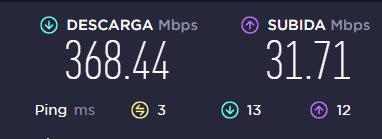 DESCARGA Mbps SUBIDA Mbps
368.44 31.71
Ping ms 3 13 12